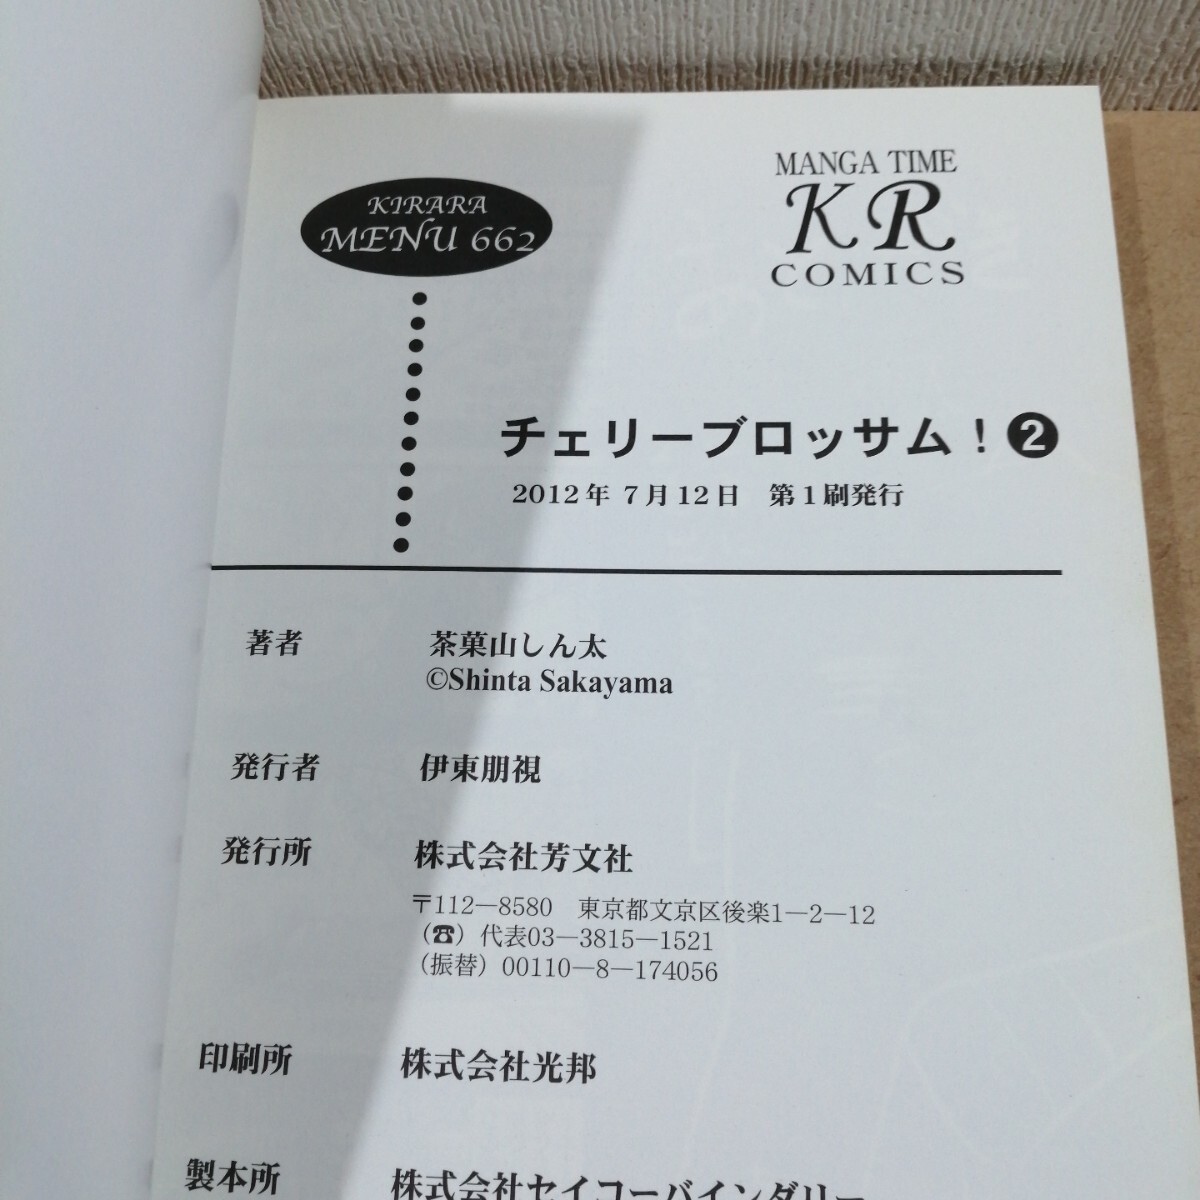 KIRARA
MENU 662
MANGA TIME
KR
COMICS
チェリーブロッサム！❷
2012年 7月12日　第1刷発行
著者　茶菓山しん太
©Shinta Sakayama
発行者　伊東朋視
発行所　株式会社芳文社
〒112―8580　東京都文京区後楽1―2―12
（☎）代表03―3815―1521
（振替）00110―8―174056
印刷所　株式会社光邦
製本所　株式会社セイコーバインダリー